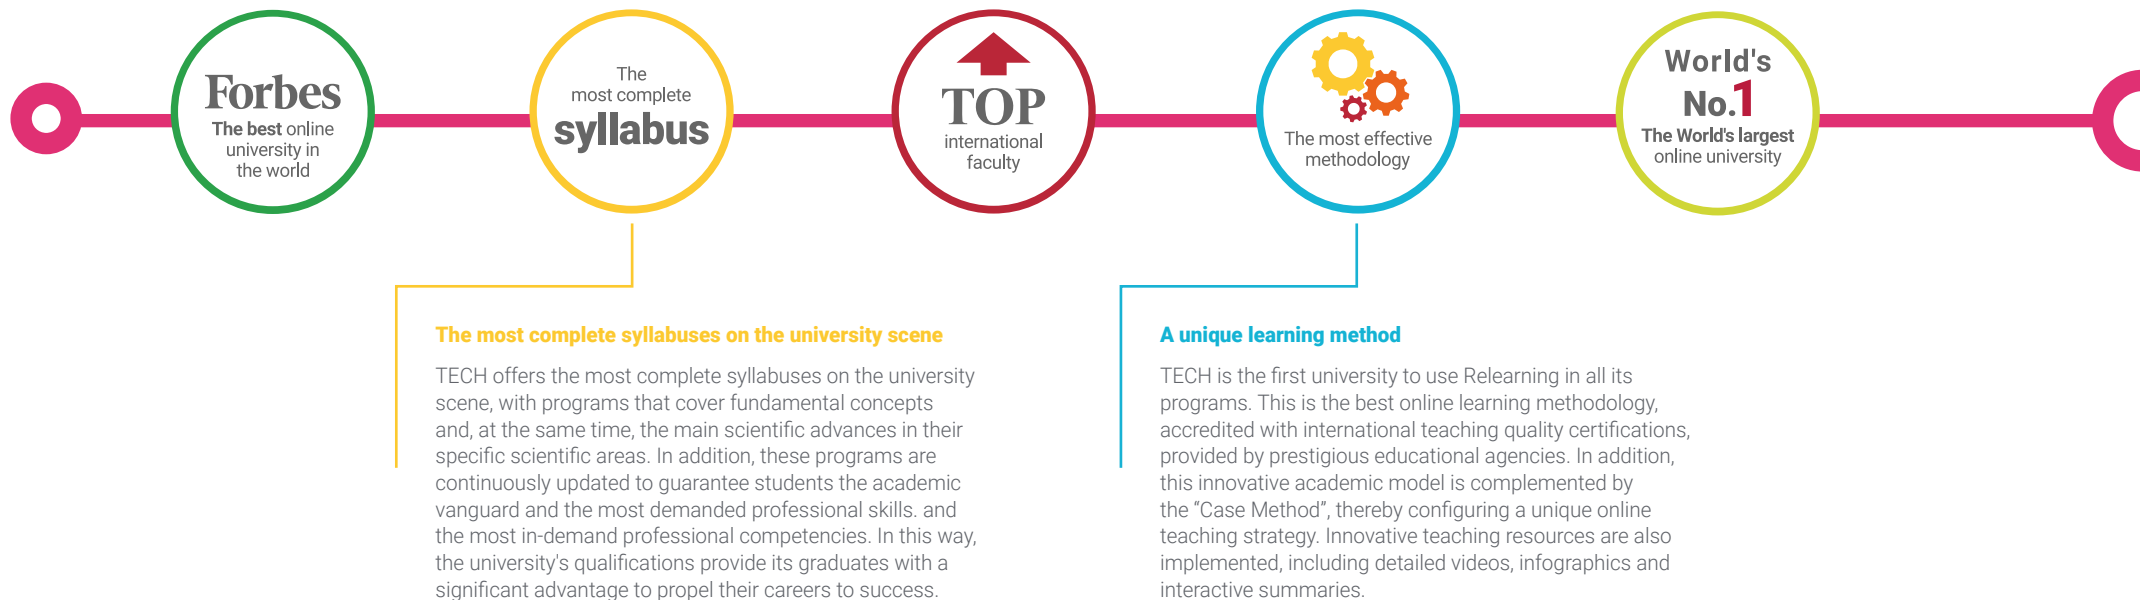 Forbes
The best online
university in
the world
The
most complete
syllabus
TOP
international
faculty
The most effective
methodology
World's
No.1
The World's largest
online university
The most complete syllabuses on the university scene
TECH offers the most complete syllabuses on the university
scene, with programs that cover fundamental concepts
and, at the same time, the main scientific advances in their
specific scientific areas. In addition, these programs are
continuously updated to guarantee students the academic
vanguard and the most demanded professional skills. and
the most in-demand professional competencies. In this way,
the university's qualifications provide its graduates with a
significant advantage to propel their careers to success.
A unique learning method
TECH is the first university to use Relearning in all its
programs. This is the best online learning methodology,
accredited with international teaching quality certifications,
provided by prestigious educational agencies. In addition,
this innovative academic model is complemented by
the “Case Method”, thereby configuring a unique online
teaching strategy. Innovative teaching resources are also
implemented, including detailed videos, infographics and
interactive summaries.